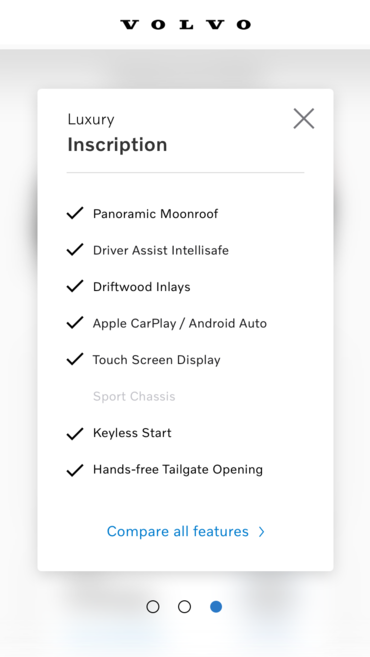 VOLVO
Luxury
Inscription
Panoramic Moonroof
Driver Assist Intellisafe
Driftwood Inlays
Apple CarPlay / Android Auto
Touch Screen Display
Sport Chassis
Keyless Start
Hands-free Tailgate Opening
Compare all features